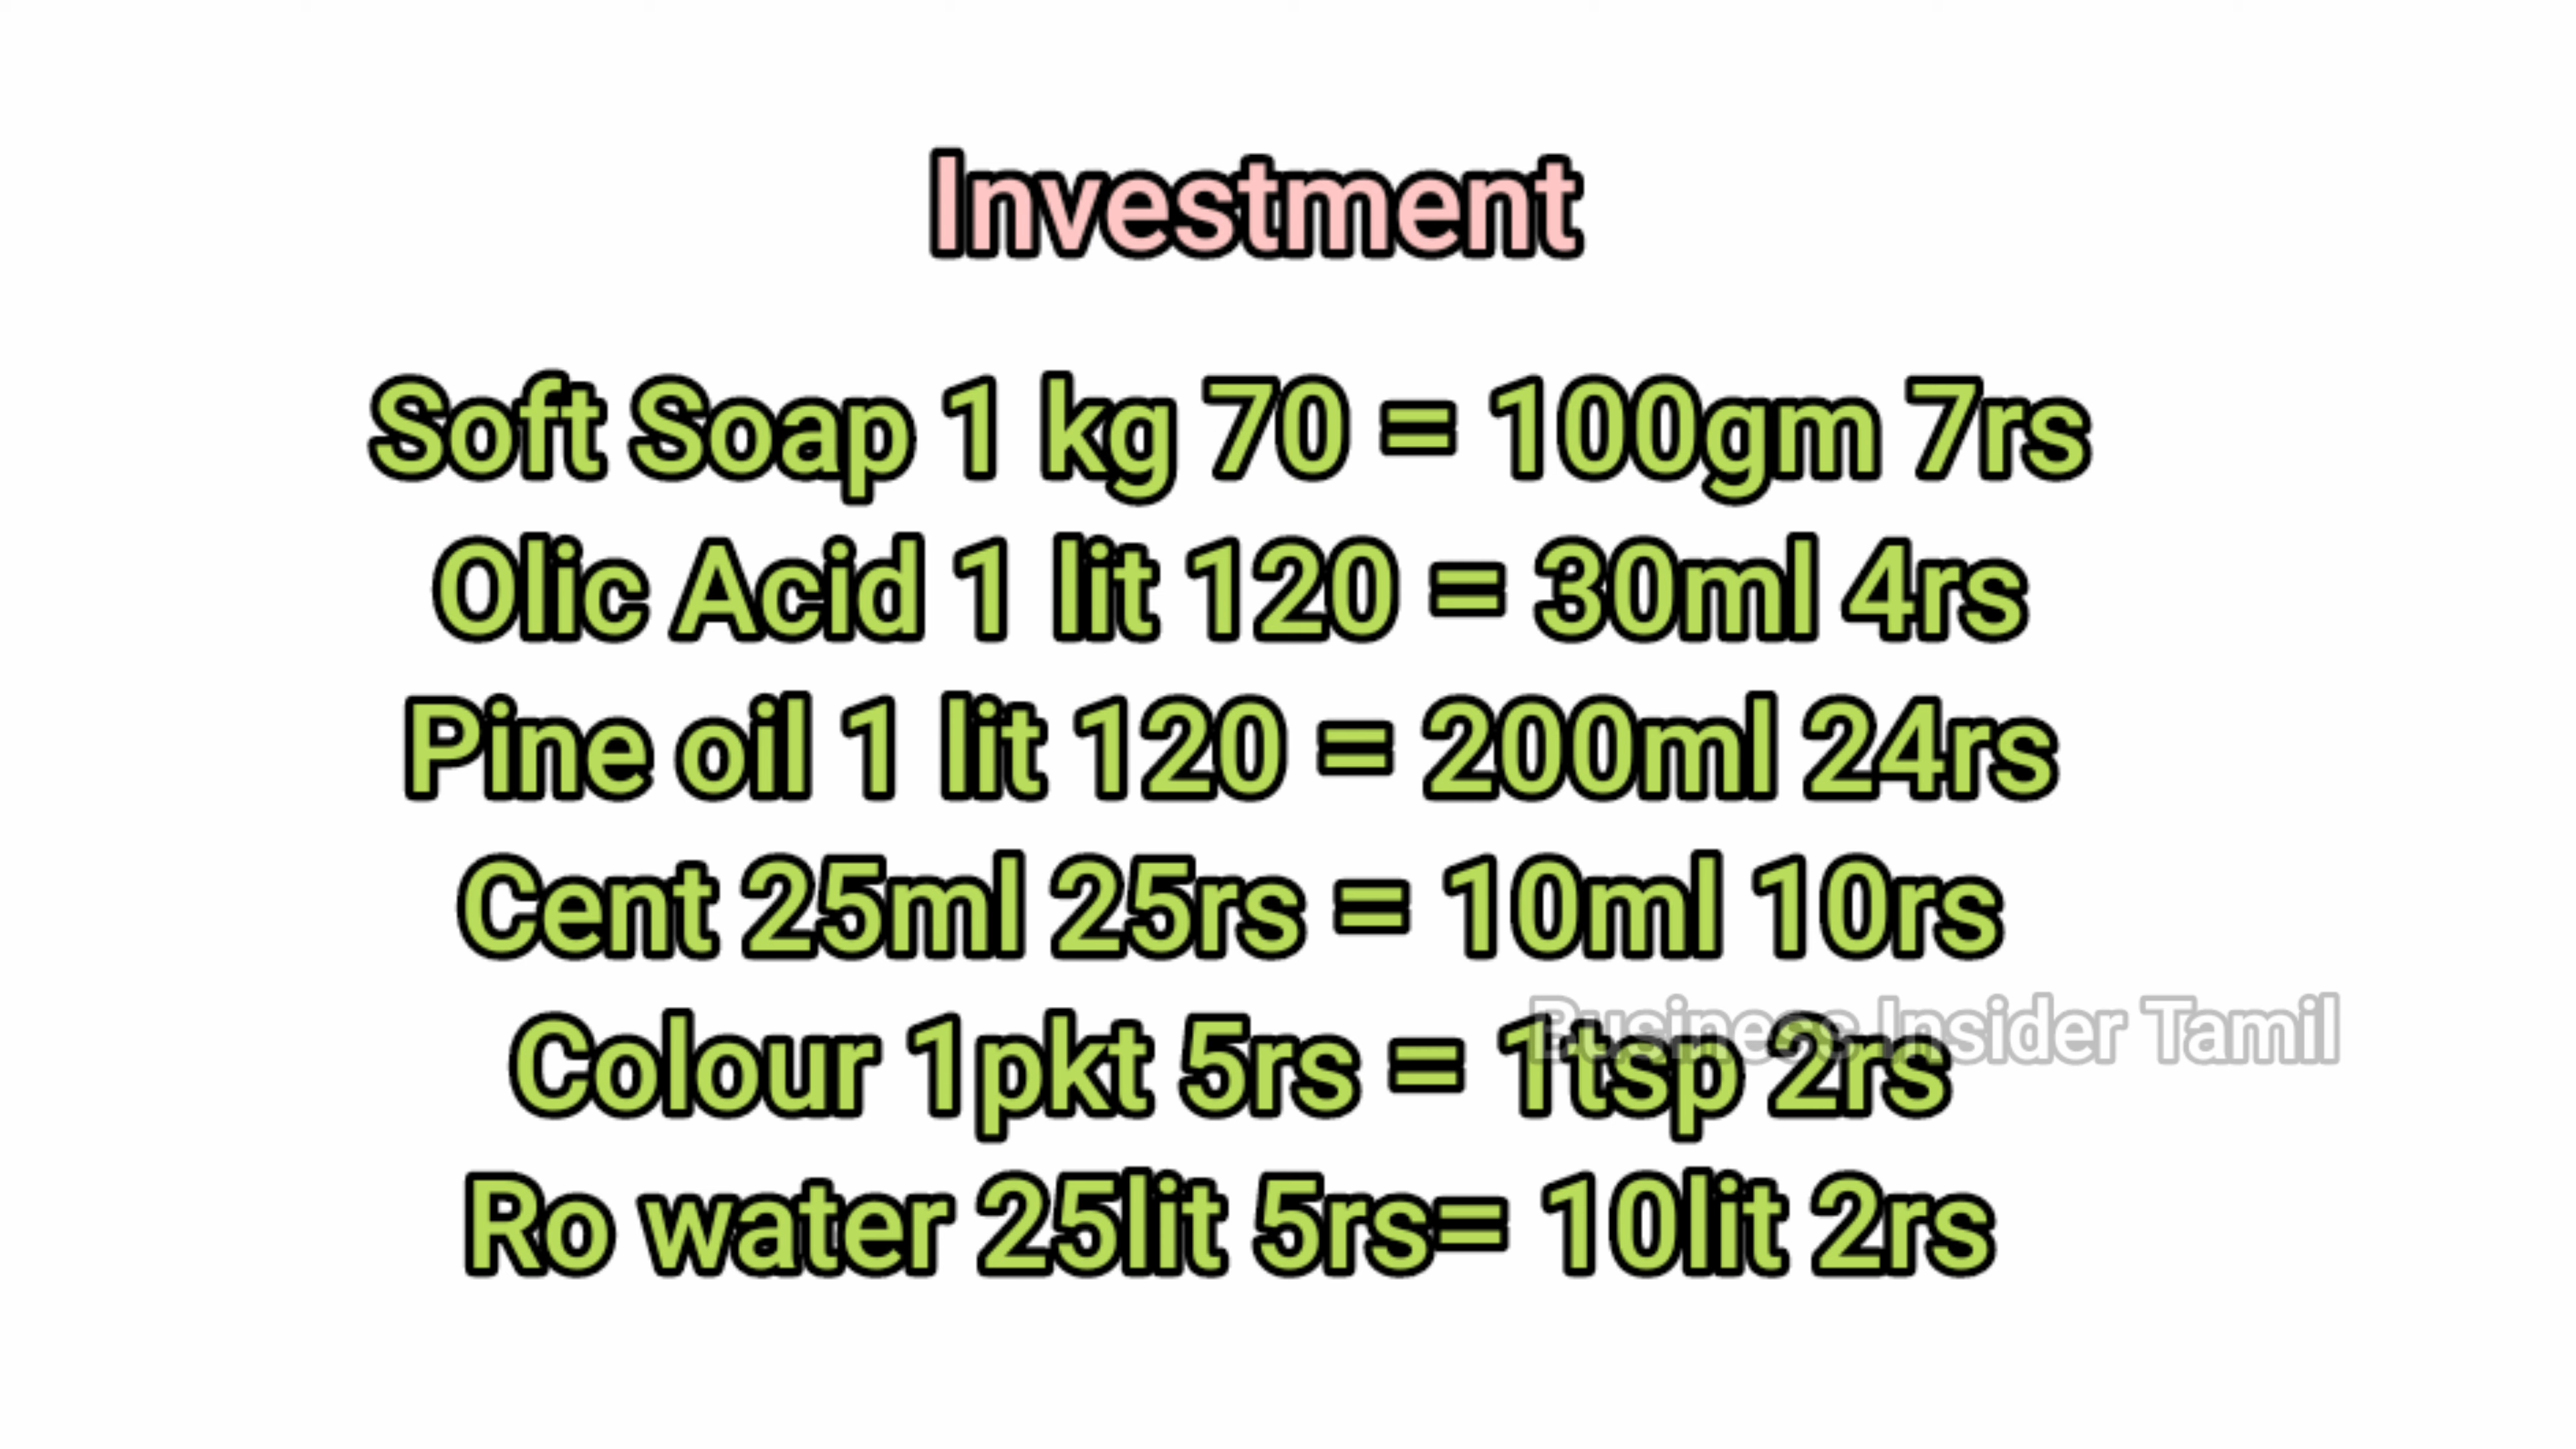 Investment
Soft Soap 1 kg 70 = 100gm 7rs
Olic Acid 1 lit 120 = 30ml 4rs
Pine oil 1 lit 120 = 200ml 24rs
Cent 25ml 25rs = 10ml 10rs
Business Insider Tamil
Colour 1pkt 5rs = 1tsp 2rs
Ro water 25lit 5rs= 10lit 2rs